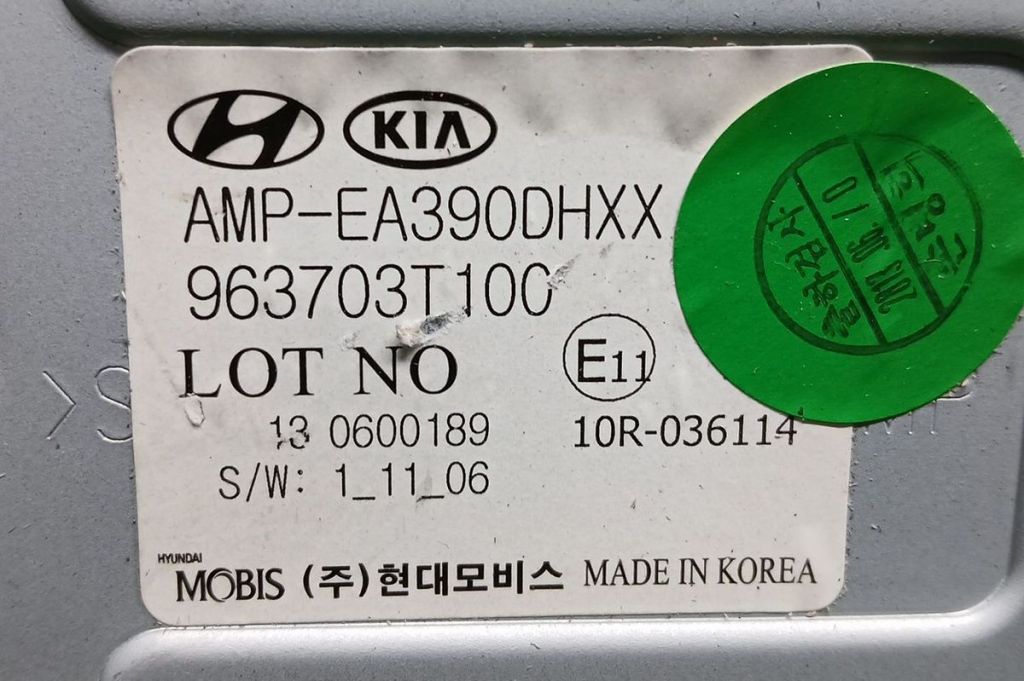 KIA
AMP-EA390DHXX
963703T100
LOT NO
E11
13 0600189
10R-036114
S/W: 1_11_06
HYUNDAI
MOBIS (주)현대모비스 MADE IN KOREA